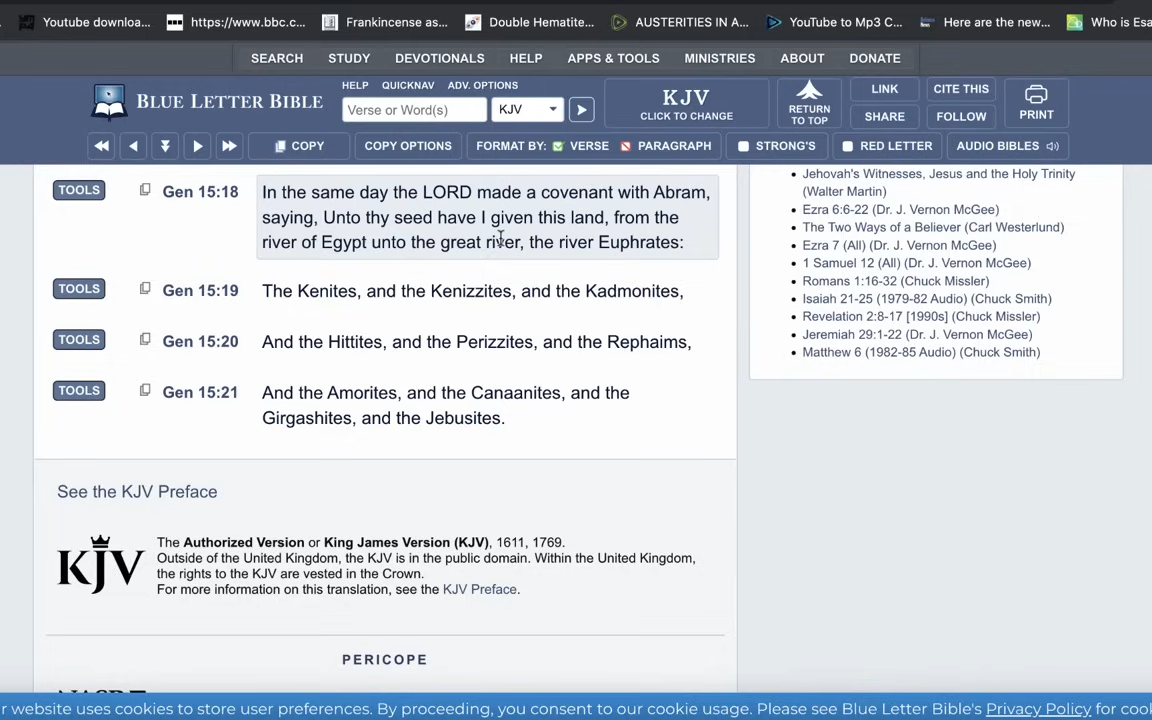 Youtube downloa...
https://www.bbc.c...
Frankincense as...
Double Hematite...
AUSTERITIES IN A...
YouTube to Mp3 C...
Here are the new...
Who is Esa
SEARCH
STUDY
DEVOTIONALS
HELP
APPS & TOOLS
MINISTRIES
ABOUT
DONATE
BLUE LETTER BIBLE
HELP
QUICKNAV
ADV. OPTIONS
Verse or Word(s)
KJV
KJV
CLICK TO CHANGE
RETURN
TO TOP
LINK
CITE THIS
SHARE
FOLLOW
PRINT
COPY
COPY OPTIONS
FORMAT BY:
VERSE
PARAGRAPH
STRONG'S
RED LETTER
AUDIO BIBLES
TOOLS
Gen 15:18
In the same day the LORD made a covenant with Abram,
saying, Unto thy seed have I given this land, from the
river of Egypt unto the great river, the river Euphrates:
TOOLS
Gen 15:19
The Kenites, and the Kenizzites, and the Kadmonites,
TOOLS
Gen 15:20
And the Hittites, and the Perizzites, and the Rephaims,
TOOLS
Gen 15:21
And the Amorites, and the Canaanites, and the
Girgashites, and the Jebusites.
Jehovah's Witnesses, Jesus and the Holy Trinity
(Walter Martin)
Ezra 6:6-22 (Dr. J. Vernon McGee)
The Two Ways of a Believer (Carl Westerlund)
Ezra 7 (All) (Dr. J. Vernon McGee)
1 Samuel 12 (All) (Dr. J. Vernon McGee)
Romans 1:16-32 (Chuck Missler)
Isaiah 21-25 (1979-82 Audio) (Chuck Smith)
Revelation 2:8-17 [1990s] (Chuck Missler)
Jeremiah 29:1-22 (Dr. J. Vernon McGee)
Matthew 6 (1982-85 Audio) (Chuck Smith)
See the KJV Preface
KJV
The Authorized Version or King James Version (KJV), 1611, 1769.
Outside of the United Kingdom, the KJV is in the public domain. Within the United Kingdom,
the rights to the KJV are vested in the Crown.
For more information on this translation, see the KJV Preface.
PERICOPE
r website uses cookies to store user preferences. By proceeding, you consent to our cookie usage. Please see Blue Letter Bible's Privacy Policy for cook